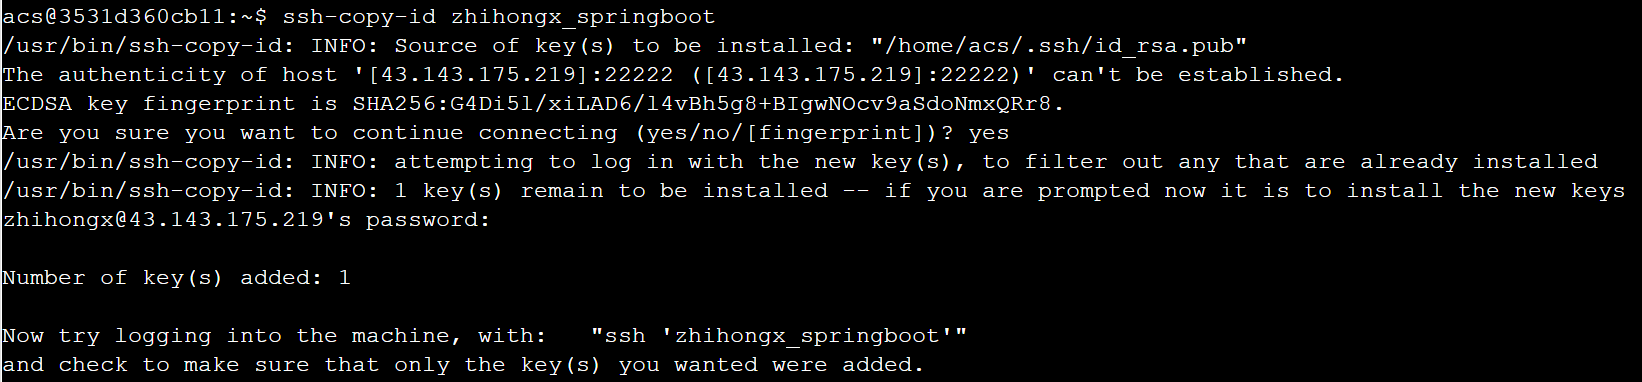 acs@3531d360cb11:~$ ssh-copy-id zhihongx_springboot
/usr/bin/ssh-copy-id: INFO: Source of key(s) to be installed: "/home/acs/.ssh/id_rsa.pub"
The authenticity of host '[43.143.175.219]:22222 ([43.143.175.219]:22222)' can't be established.
ECDSA key fingerprint is SHA256:G4Di5l/xiLAD6/l4vBh5g8+BIgwNOcv9aSdoNmxQRr8.
Are you sure you want to continue connecting (yes/no/[fingerprint])? yes
/usr/bin/ssh-copy-id: INFO: attempting to log in with the new key(s), to filter out any that are already installed
/usr/bin/ssh-copy-id: INFO: 1 key(s) remain to be installed -- if you are prompted now it is to install the new keys
zhihongx@43.143.175.219's password:
Number of key(s) added: 1
Now try logging into the machine, with:   "ssh 'zhihongx_springboot'"
and check to make sure that only the key(s) you wanted were added.